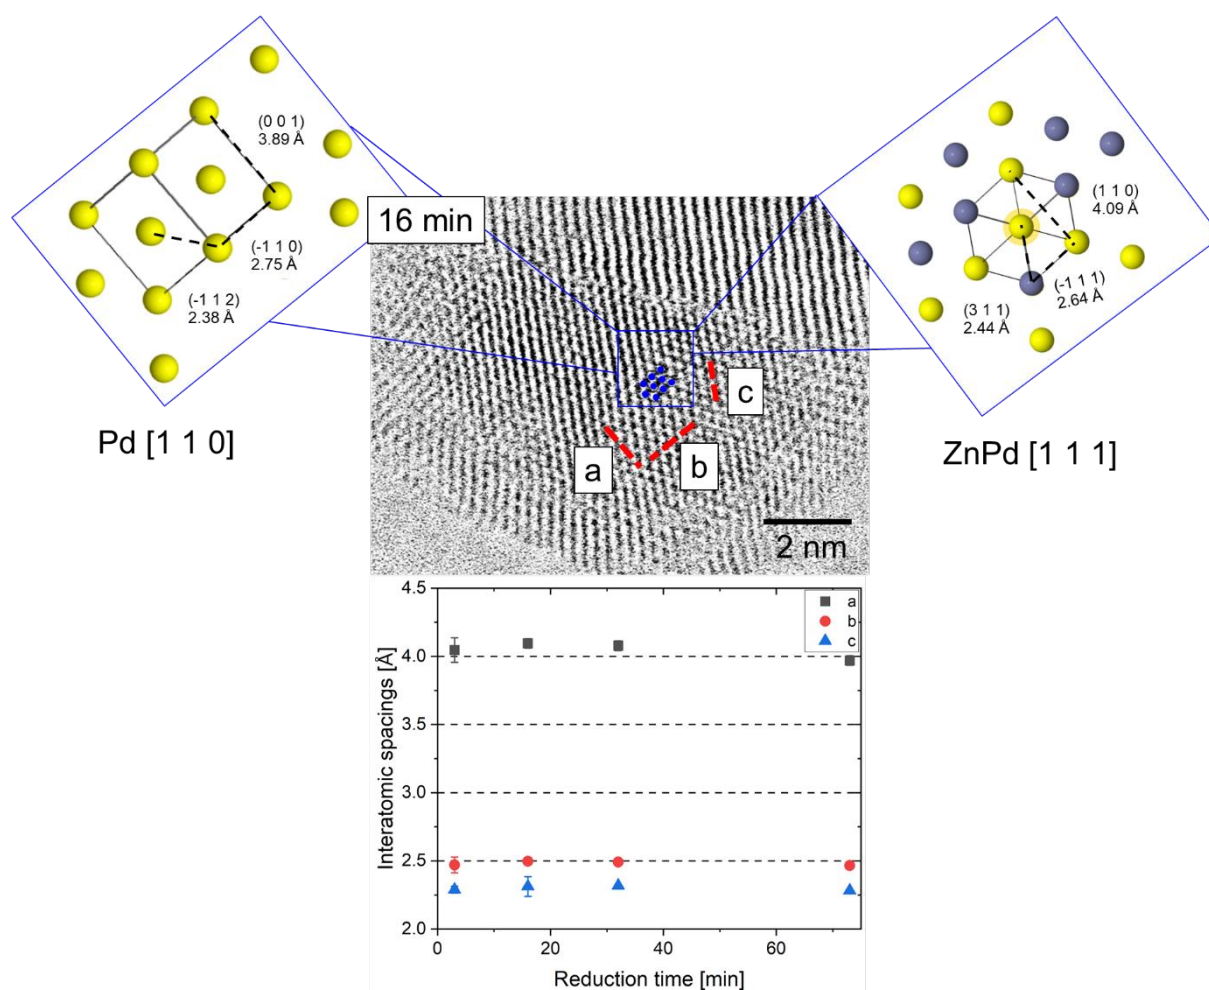 (0 0 1)
3.89 Å
(-1 1 0)
2.75 Å
(-1 1 2)
2.38 Å
Pd [1 1 0]
16 min
(1 1 0)
4.09 Å
(-1 1 1)
2.64 Å
(3 1 1)
2.44 Å
ZnPd [1 1 1]
a
b
c
2 nm
4.5
4.0
3.5
3.0
2.5
2.0
Interatomic spacings [Å]
a
b
c
0
20
40
60
Reduction time [min]